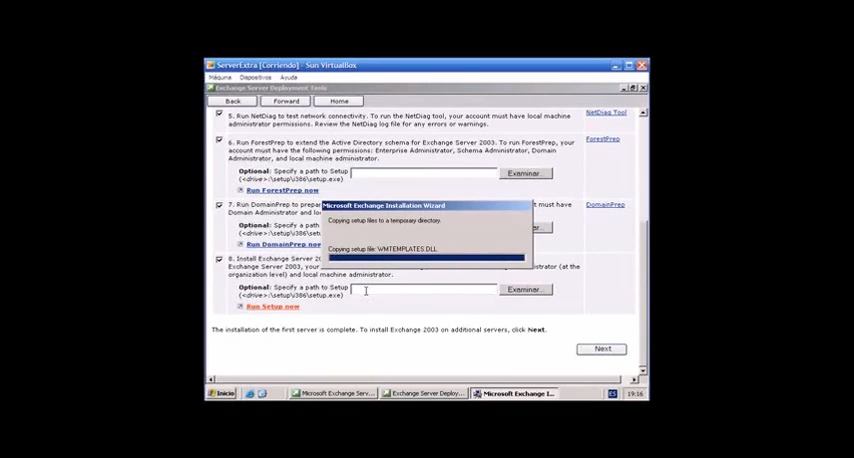 ServerExtra [Corriendo] - Sun VirtualBox
Máquina Dispositivos Ayuda
Exchange Server Deployment Tools
Back Forward Home
5. Run NetDiag to test network connectivity. To run the NetDiag tool, your account must have local machine
administrator permissions. Review the NetDiag log file for any errors or warnings.
NetDiag Tool
6. Run ForestPrep to extend the Active Directory schema for Exchange Server 2003. To run ForestPrep, your
account must have the following permissions: Enterprise Administrator, Schema Administrator, Domain
Administrator, and local machine administrator.
ForestPrep
Optional: Specify a path to Setup
(<drive>:\setup\i386\setup.exe)
Examinar...
Run ForestPrep now
7. Run DomainPrep to prepar
must have
Domain Administrator and loc
DomainPrep
Optional: Specify a path
(<drive>:\setup\i386\setu
Run DomainPrep now
Microsoft Exchange Installation Wizard
Copying setup files to a temporary directory.
Copying setup file: WMTEMPLATES.DLL
8. Install Exchange Server 20
Exchange Server 2003, your
administrator (at the
organization level) and local machine administrator.
Optional: Specify a path to Setup
(<drive>:\setup\i386\setup.exe)
Examinar...
Run Setup now
The installation of the first server is complete. To install Exchange 2003 on additional servers, click Next.
Next
Inicio Microsoft Exchange Serv... Exchange Server Deploy... Microsoft Exchange I... ES 19:16